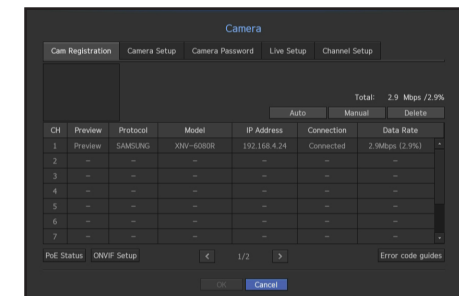 Camera
Cam Registration Camera Setup Camera Password Live Setup Channel Setup
Total: 2.9 Mbps /2.9%
Auto Manual Delete
CH Preview Protocol Model IP Address Connection Data Rate
1 Preview SAMSUNG XNV-6080R 192.168.4.24 Connected 2.9Mbps (2.9%)
2 - - - - - -
3 - - - - - -
4 - - - - - -
5 - - - - - -
6 - - - - - -
7 - - - - - -
PoE Status ONVIF Setup < 1/2 > Error code guides
OK Cancel